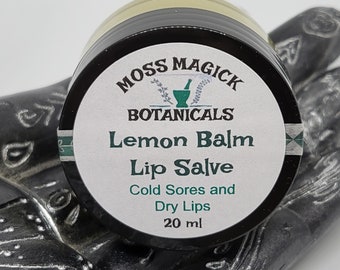 MOSS MAGICK
BOTANICALS
Lemon Balm
Lip Salve
Cold Sores and
Dry Lips
20 ml